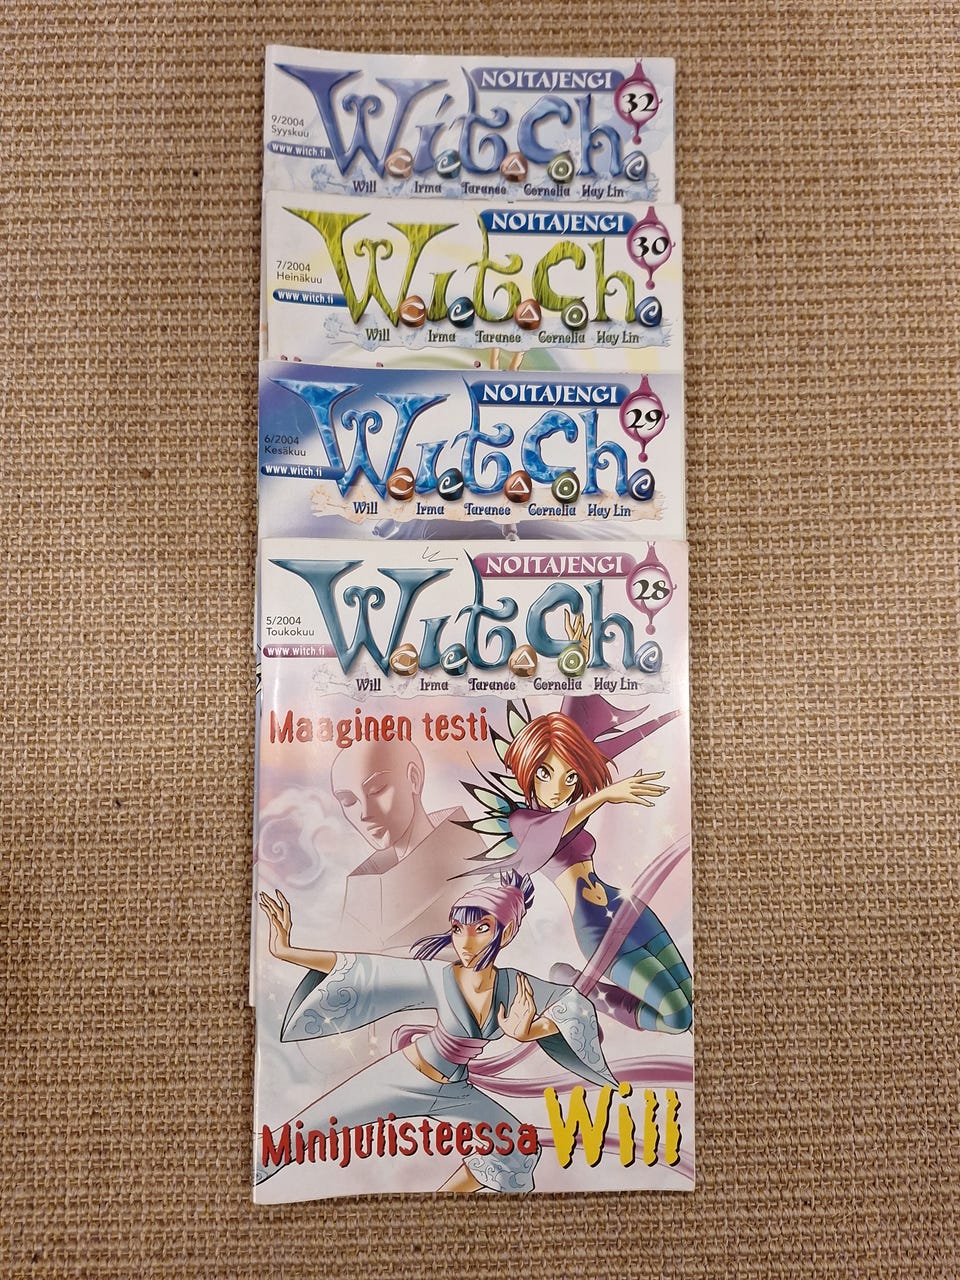 NOITAJENGI
32
W.i.t.c.h.
9/2004
Syyskuu
www.witch.fi
Will Irma Taranee Cornelia Hay Lin
NOITAJENGI
30
W.i.t.c.h.
7/2004
Heinäkuu
www.witch.fi
Will Irma Taranee Cornelia Hay Lin
NOITAJENGI
29
W.i.t.c.h.
6/2004
Kesäkuu
www.witch.fi
Will Irma Taranee Cornelia Hay Lin
NOITAJENGI
28
W.i.t.c.h.
5/2004
Toukokuu
www.witch.fi
Will Irma Taranee Cornelia Hay Lin
Maaginen testi
Minijulisteessa Will